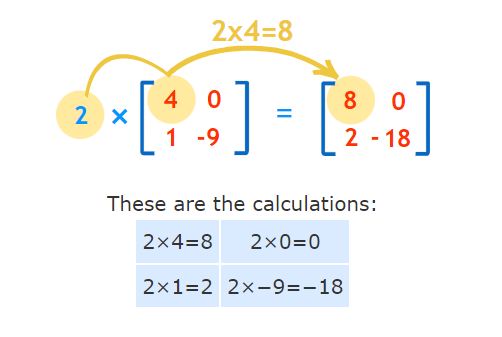 2x4=8
2 × [ 4 0 ] = [ 8 0 ]
1 -9 2 -18
These are the calculations:
2×4=8 2×0=0
2×1=2 2×−9=−18